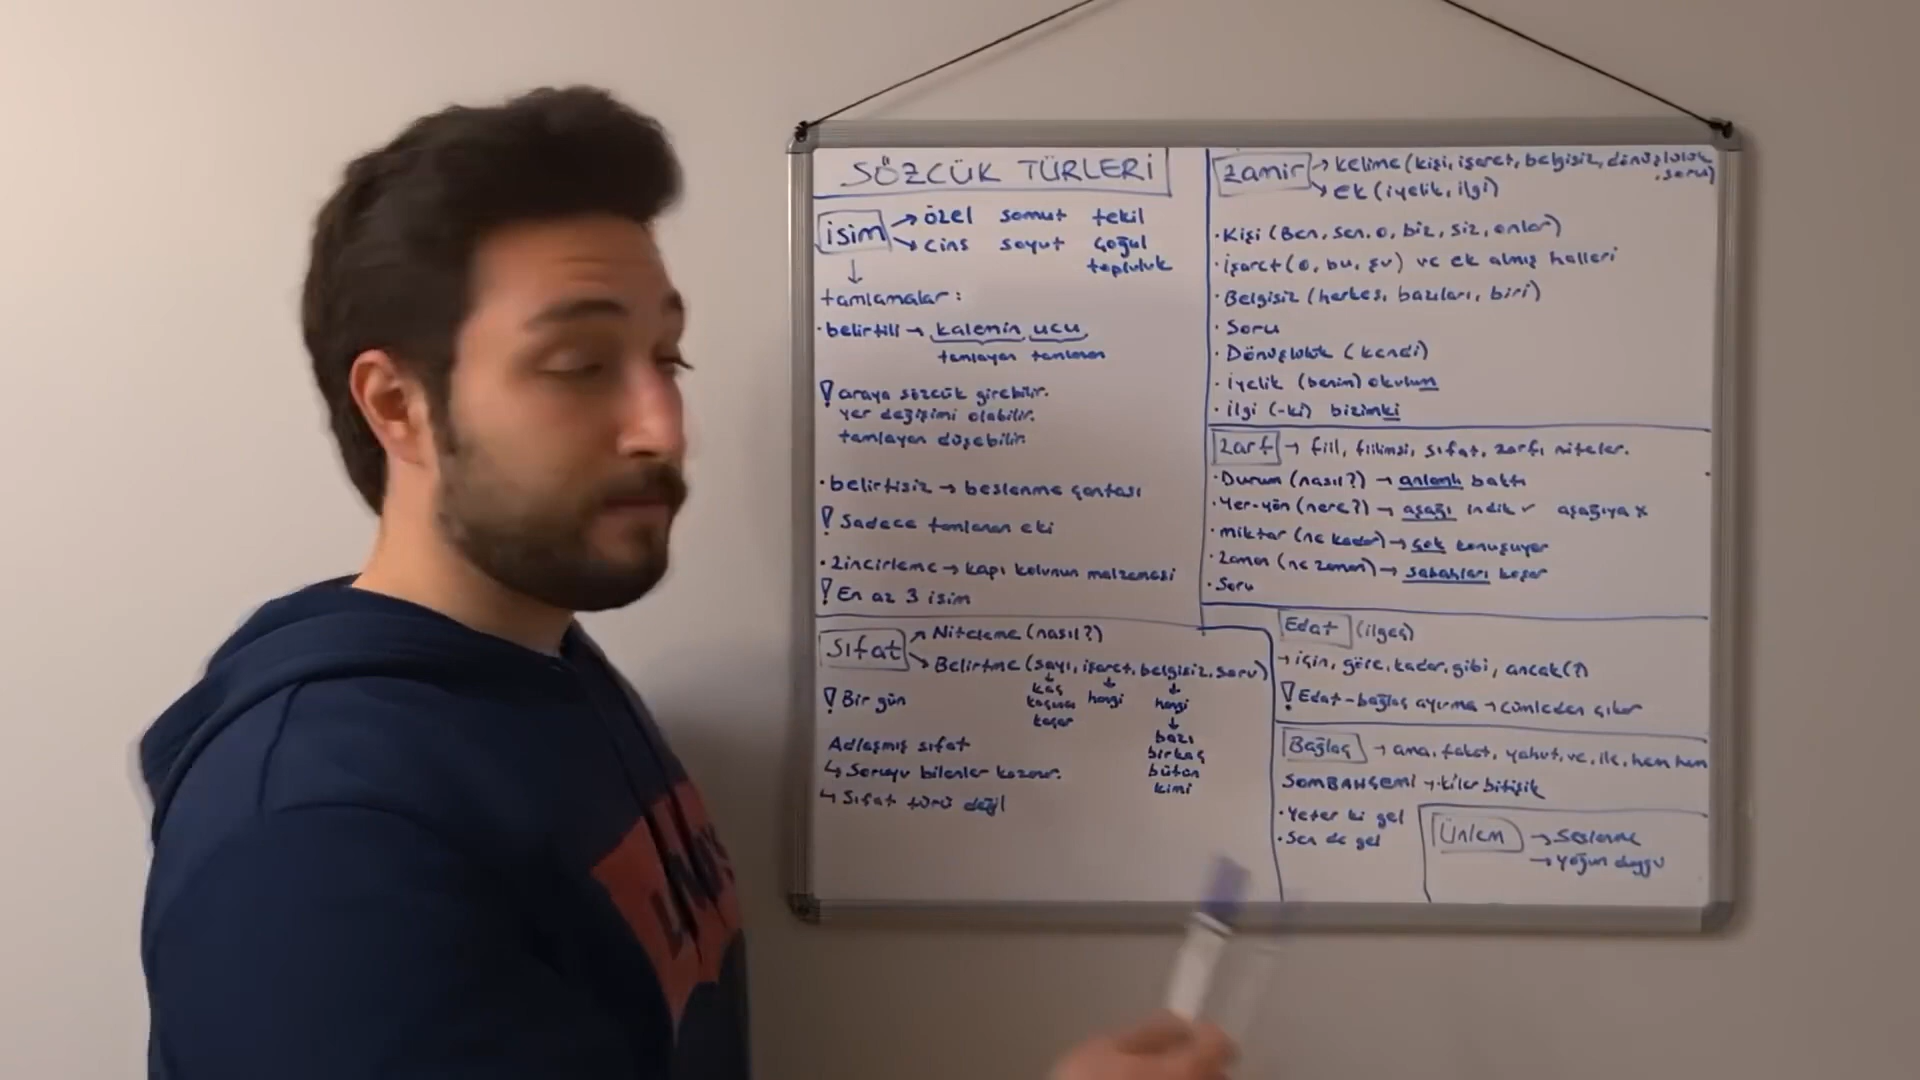 SÖZCÜK TÜRLERİ
isim → özel somut tekil
→ cins soyut çoğul
topluluk
↓
tamlamalar:
· belirtili → kalemin ucu
tamlayan tamlanan
! araya sözcük girebilir.
yer değişimi olabilir.
tamlayan düşebilir.
· belirtisiz → beslenme çantası
! Sadece tamlanan eki
· Zincirleme → kapı kolunun malzemesi
! En az 3 isim
Sıfat → Niteleme (nasıl?)
→ Belirtme (sayı, işaret, belgisiz, soru)
↓ ↓ ↓
kaç hangi hangi
kaçıncı
kaçar
↓
bazı
birkaç
bütün
kimi
! Bir gün
Adlaşmış sıfat
↳ Soruyu bilenler kazanır.
↳ Sıfat türü değil
Zamir → kelime (kişi, işaret, belgisiz, dönüşlülük, soru)
→ ek (iyelik, ilgi)
· Kişi (Ben, sen, o, biz, siz, onlar)
· İşaret (o, bu, şu) ve ek almış halleri
· Belgisiz (herkes, bazıları, biri)
· Soru
· Dönüşlülük (kendi)
· İyelik (benim) okulum
· İlgi (-ki) bizimki
Zarf → fiil, fiilimsi, sıfat, zarfı niteler.
· Durum (nasıl?) → anlamlı baktı
· Yer-yön (nere?) → aşağı indik ✓ aşağıya x
· miktar (ne kadar) → çok konuşuyor
· Zaman (ne zaman) → sabahları koşar
· Soru
Edat (ilgeç)
→ için, göre, kadar, gibi, ancak(?)
! Edat-bağlaç ayırma → cümleden çıkar
Bağlaç → ama, fakat, yahut, ve, ile, hem hem
SOMBAHÇEMİ → kiler bitişik
· Yeter ki gel
· Sen de gel
Ünlem → Seslenme
→ Yoğun duygu